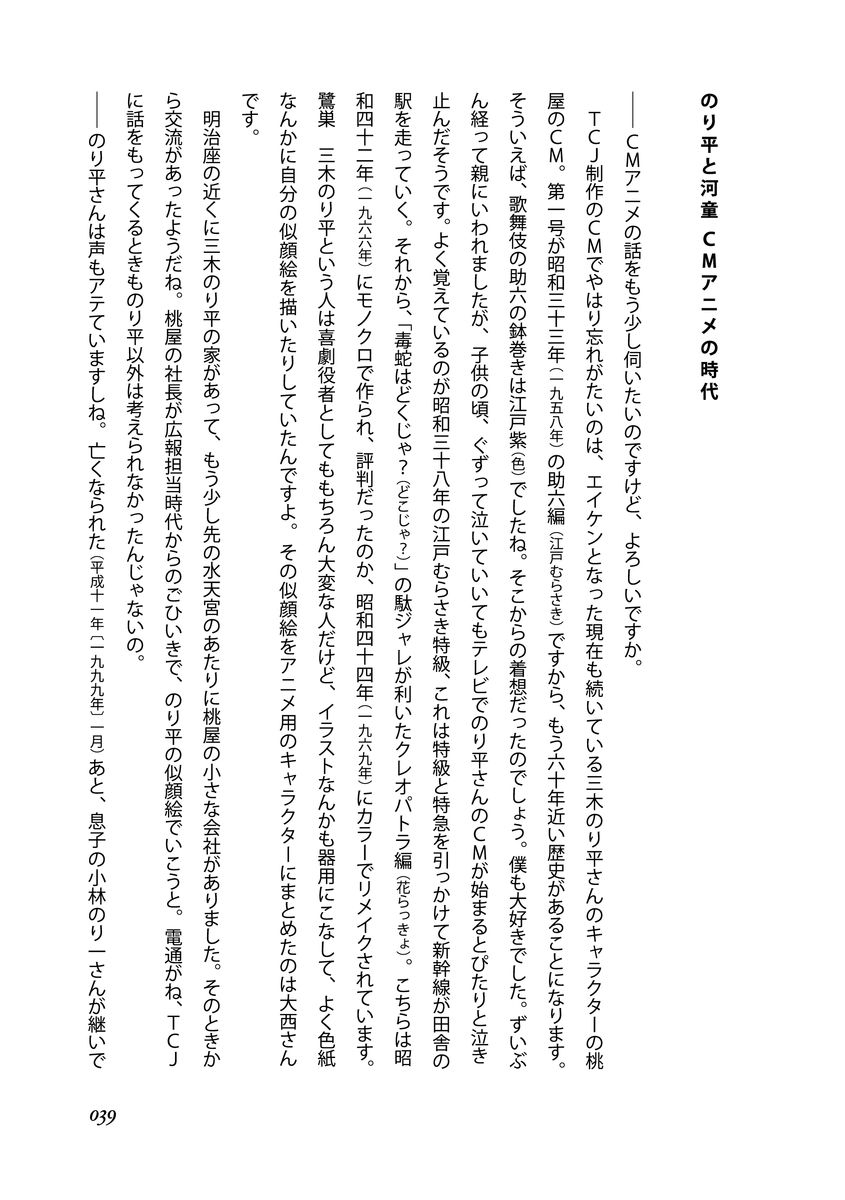 のり平と河童 CMアニメの時代
── CMアニメの話をもう少し伺いたいのですけど、よろしいですか。
TCJ制作のCMでやはり忘れがたいのは、エイケンとなった現在も続いている三木のり平さんのキャラクターの桃
屋のCM。第一号が昭和三十三年(一九五八年)の助六編(江戸むらさき)ですから、もう六十年近い歴史があることになります。
そういえば、歌舞伎の助六の鉢巻きは江戸紫(色)でしたね。そこからの着想だったのでしょう。僕も大好きでした。ずいぶ
ん経って親にいわれましたが、子供の頃、ぐずって泣いていいてもテレビでのり平さんのCMが始まるとぴたりと泣き
止んだそうです。よく覚えているのが昭和三十八年の江戸むらさき特級、これは特級と特急を引っかけて新幹線が田舎の
駅を走っていく。それから、「毒蛇はどくじゃ?(どこじゃ?)」の駄ジャレが利いたクレオパトラ編(花らっきょ)。こちらは昭
和四十二年(一九六六年)にモノクロで作られ、評判だったのか、昭和四十四年(一九六九年)にカラーでリメイクされています。
鷺巣 三木のり平という人は喜劇役者としてももちろん大変な人だけど、イラストなんかも器用にこなして、よく色紙
なんかに自分の似顔絵を描いたりしていたんですよ。その似顔絵をアニメ用のキャラクターにまとめたのは大西さん
です。
明治座の近くに三木のり平の家があって、もう少し先の水天宮のあたりに桃屋の小さな会社がありました。そのときか
ら交流があったようだね。桃屋の社長が広報担当時代からのごひいきで、のり平の似顔絵でいこうと。電通がね、TCJ
に話をもってくるときものり平以外は考えられなかったんじゃないの。
── のり平さんは声もアテていますしね。亡くなられた(平成十一年〔一九九九年〕一月)あと、息子の小林のり一さんが継いで
039